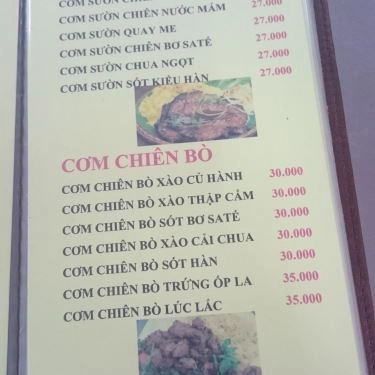 CƠM SƯỜN CHIÊN NƯỚC MẮM 27.000
CƠM SƯỜN QUAY ME 27.000
CƠM SƯỜN CHIÊN BƠ SATÉ 27.000
CƠM SƯỜN CHUA NGỌT 27.000
CƠM SƯỜN SÓT KIỂU HÀN 27.000
CƠM CHIÊN BÒ
CƠM CHIÊN BÒ XÀO CŨ HÀNH 30.000
CƠM CHIÊN BÒ XÀO THẬP CẨM 30.000
CƠM CHIÊN BÒ SÓT BƠ SATÉ 30.000
CƠM CHIÊN BÒ XÀO CẢI CHUA 30.000
CƠM CHIÊN BÒ SÓT HÀN 30.000
CƠM CHIÊN BÒ TRỨNG ỐP LA 35.000
CƠM CHIÊN BÒ LÚC LẮC 35.000